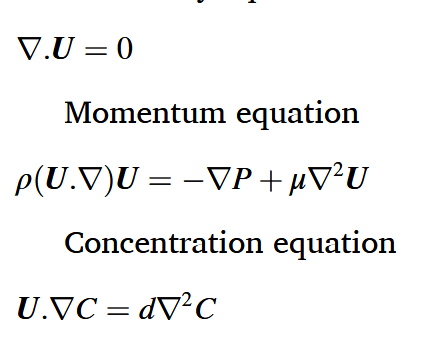 ∇.U = 0
Momentum equation
ρ(U.∇)U = −∇P + μ∇²U
Concentration equation
U.∇C = d∇²C